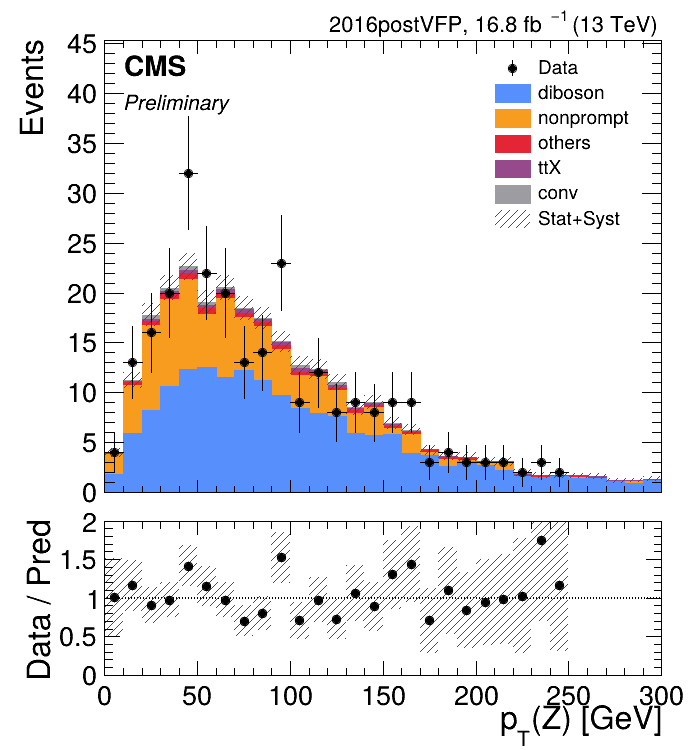 2016postVFP, 16.8 fb ⁻¹ (13 TeV)
Events
45
40
35
30
25
20
15
10
5
0
CMS
Preliminary
Data
diboson
nonprompt
others
ttX
conv
Stat+Syst
Data / Pred
2
1.5
1
0.5
0
0 50 100 150 200 250 300
p_T(Z) [GeV]